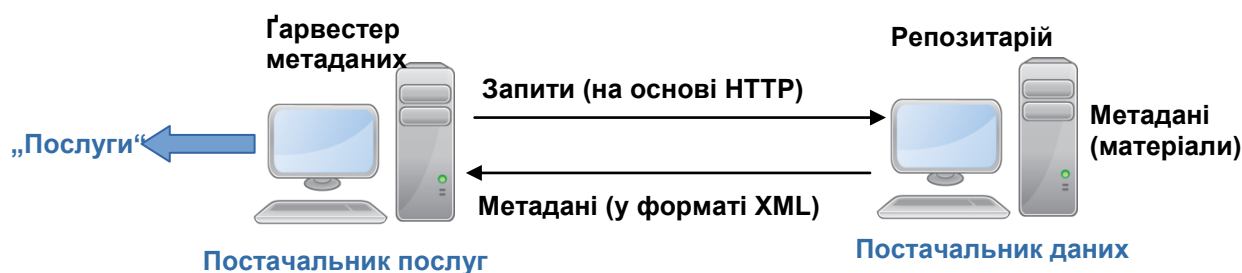 Ґарвестер
метаданих
Репозитарій
Запити (на основі HTTP)
„Послуги“
Метадані
(матеріали)
Метадані (у форматі XML)
Постачальник послуг
Постачальник даних